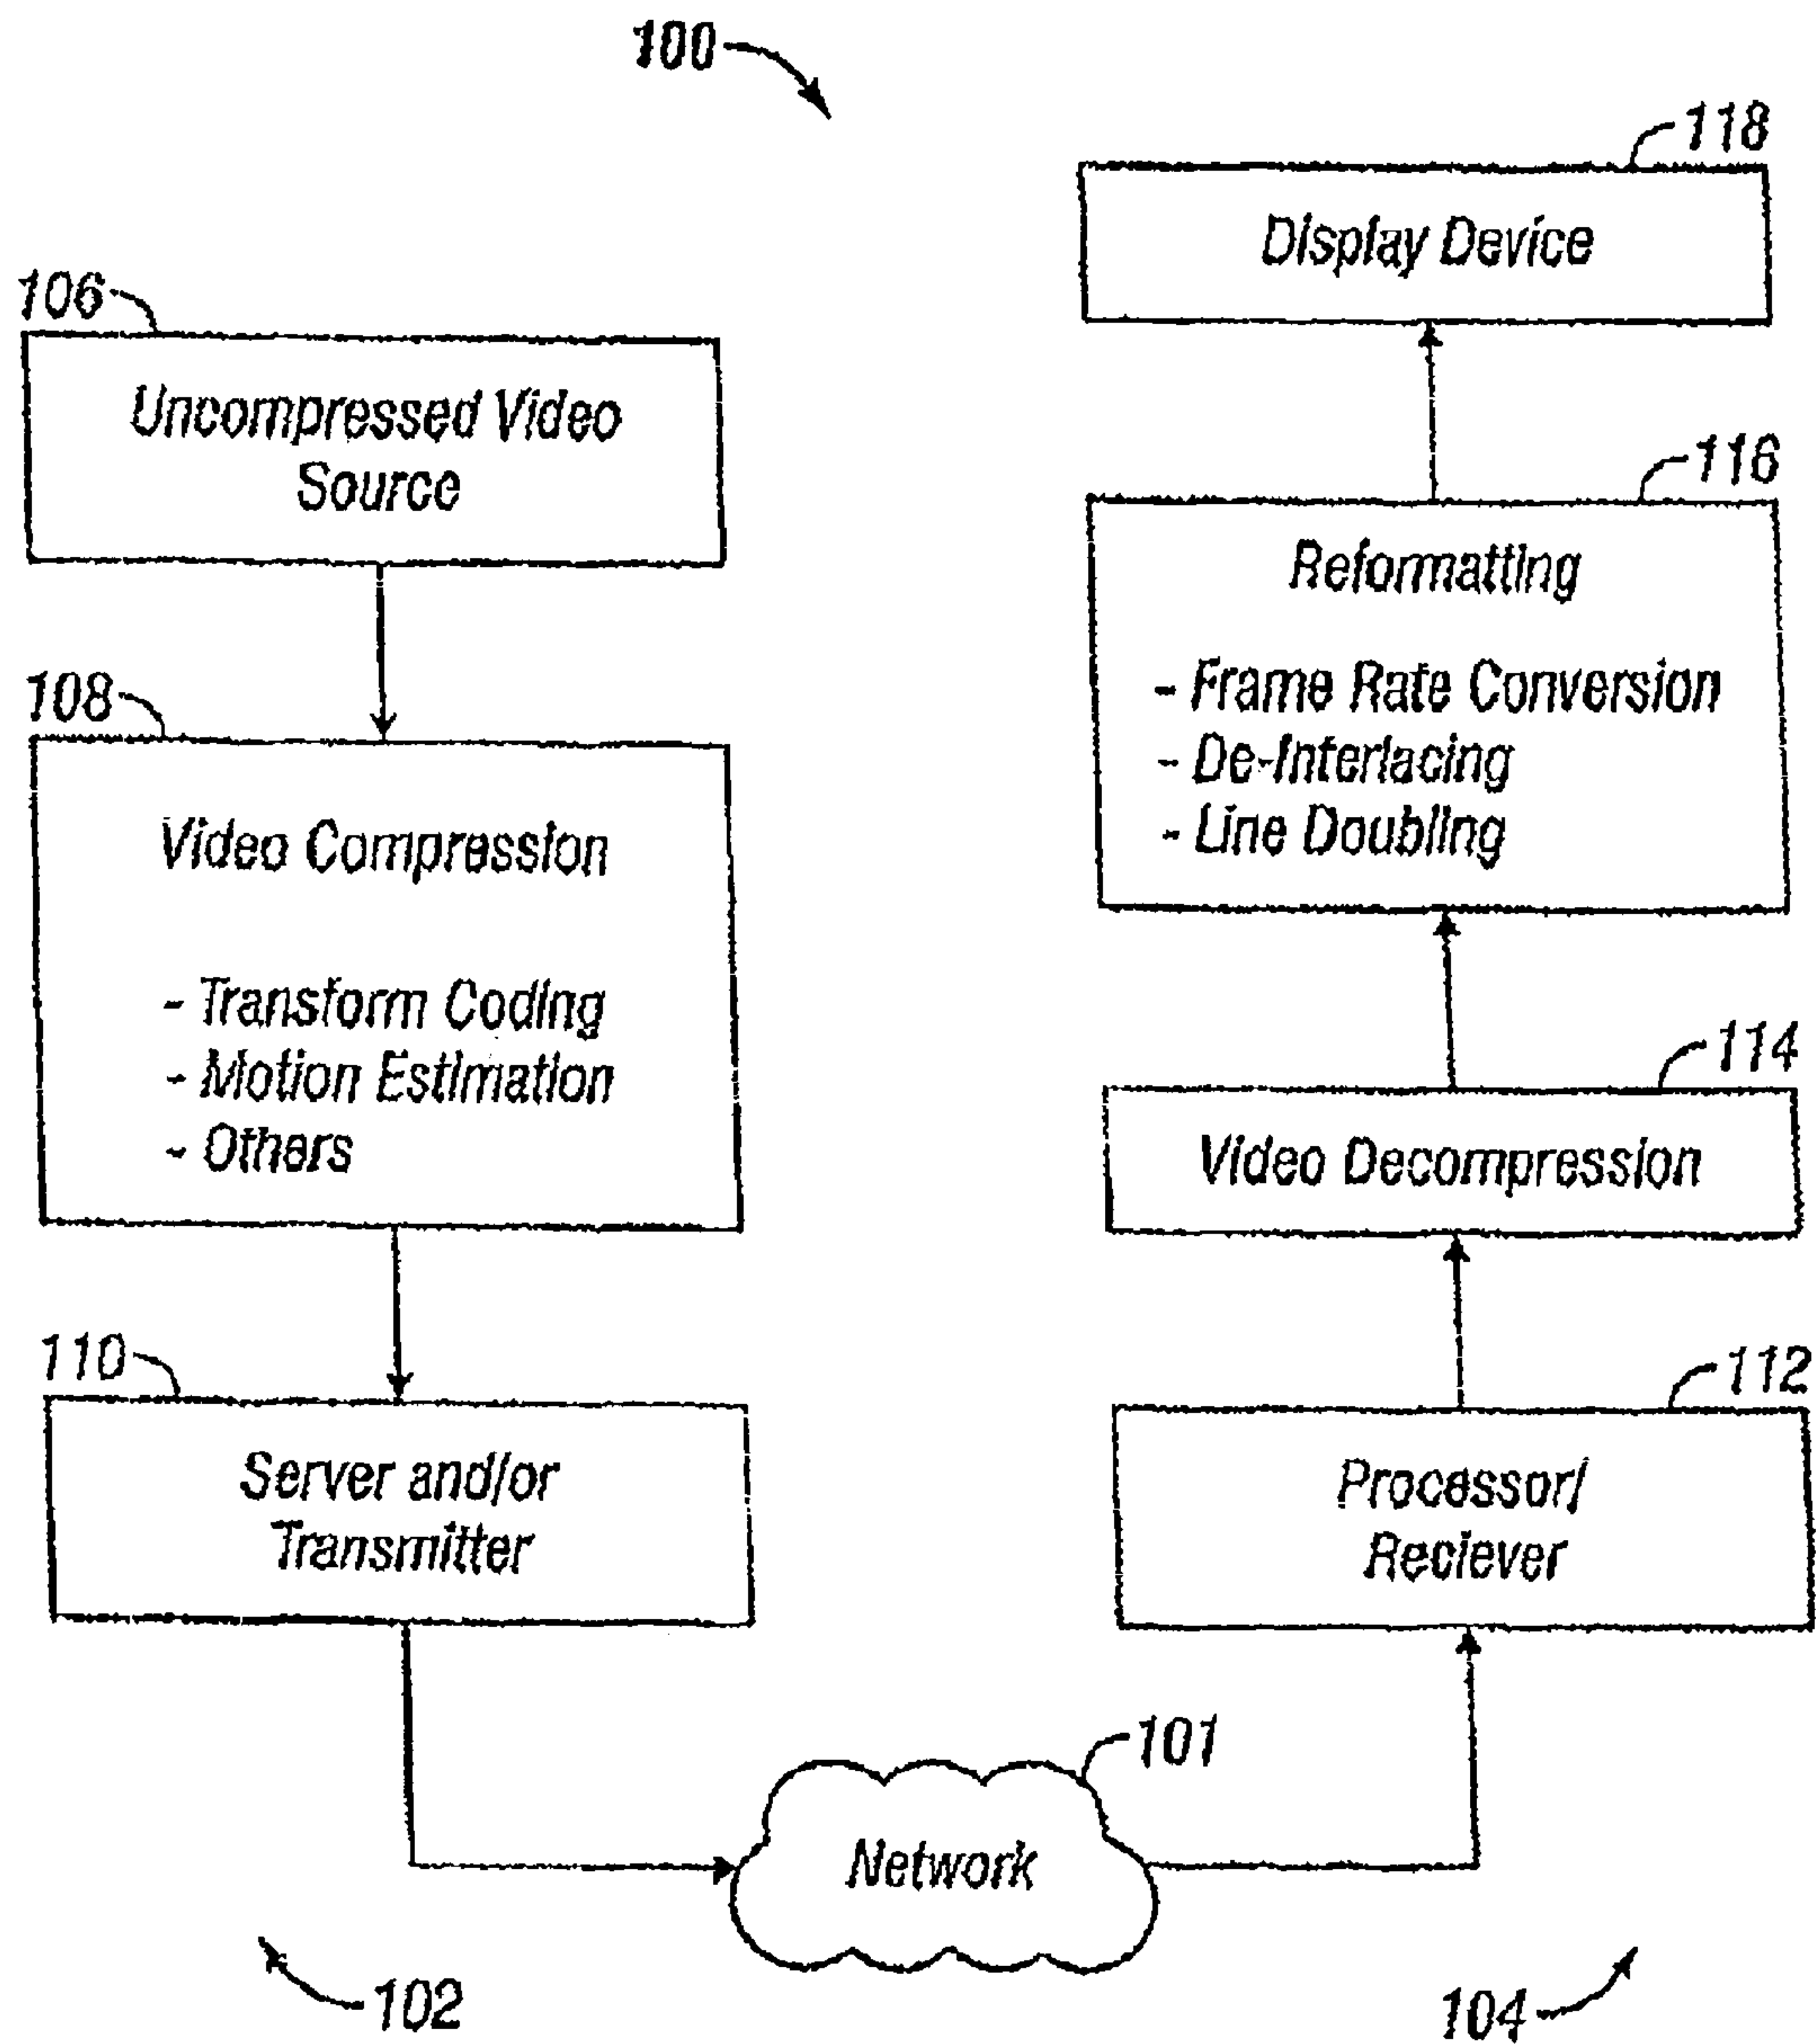 100
106
Uncompressed Video
Source
108
Video Compression
- Transform Coding
- Motion Estimation
- Others
110
Server and/or
Transmitter
102
101
Network
118
Display Device
116
Reformatting
- Frame Rate Conversion
- De-Interlacing
- Line Doubling
114
Video Decompression
112
Processor/
Reciever
104